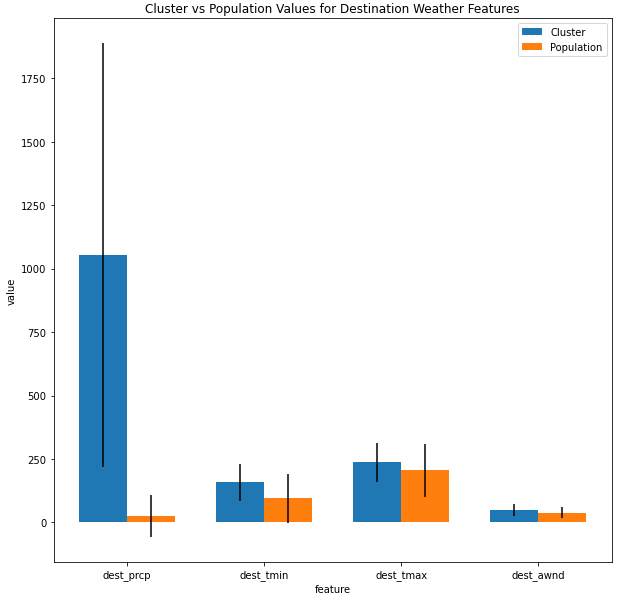 Cluster vs Population Values for Destination Weather Features
Cluster
Population
1750
1500
1250
1000
750
500
250
0
value
dest_prcp
dest_tmin
dest_tmax
dest_awnd
feature